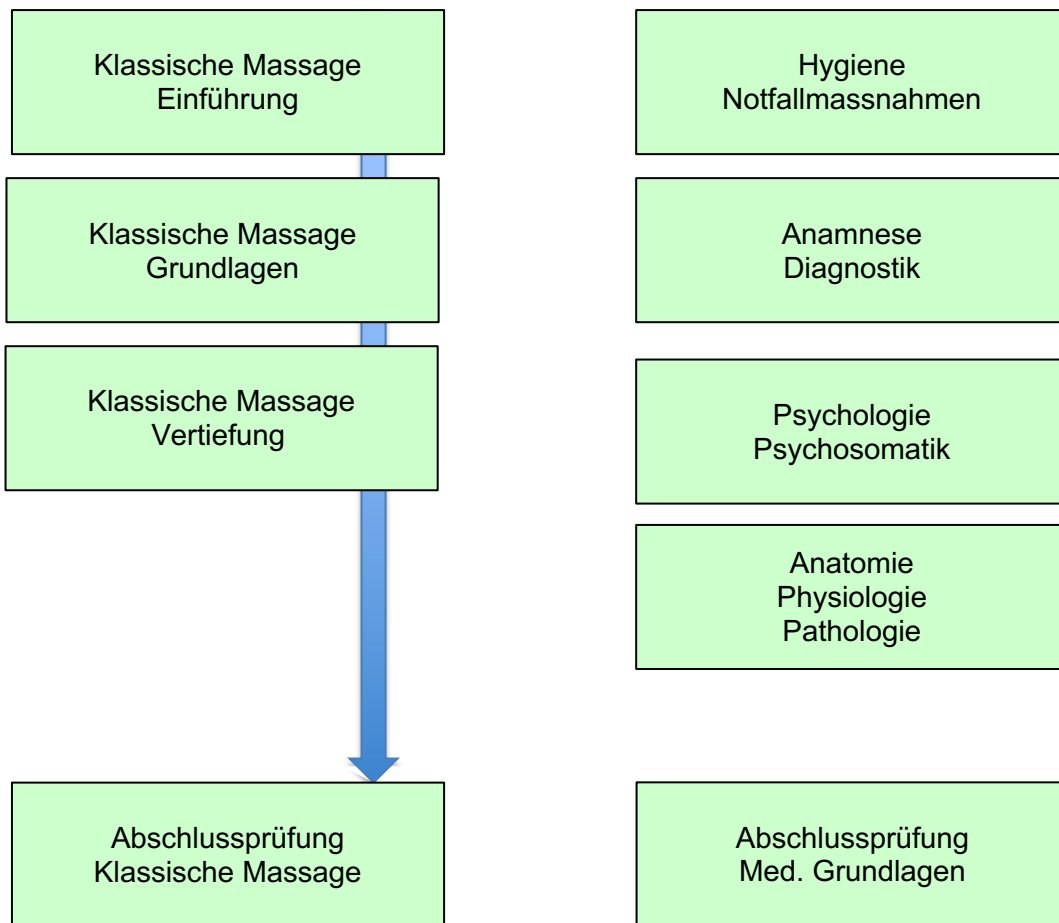 Klassische Massage
Einführung
Klassische Massage
Grundlagen
Klassische Massage
Vertiefung
Abschlussprüfung
Klassische Massage
Hygiene
Notfallmassnahmen
Anamnese
Diagnostik
Psychologie
Psychosomatik
Anatomie
Physiologie
Pathologie
Abschlussprüfung
Med. Grundlagen